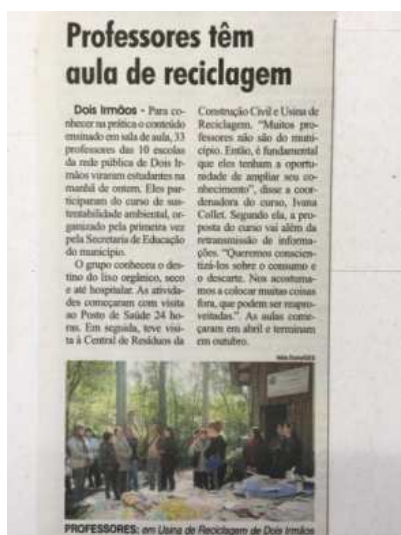 Professores têm
aula de reciclagem
Dois Irmãos - Para co-
nhecer na prática o conteúdo
ensinado em sala de aula, 33
professores das 10 escolas
da rede pública de Dois Ir-
mãos viraram estudantes na
manhã de ontem. Eles par-
ticiparam do curso de sus-
tentabilidade ambiental, or-
ganizado pela primeira vez
pela Secretaria de Educação
do município.
O grupo conheceu o des-
tino do lixo orgânico, seco
e até hospitalar. As ativida-
des começaram com visita
ao Posto de Saúde 24 ho-
ras. Em seguida, teve visi-
ta à Central de Resíduos da
Construção Civil e Usina de
Reciclagem. “Muitos pro-
fessores não são do muni-
cípio. Então, é fundamental
que eles tenham a oportu-
nidade de ampliar seu co-
nhecimento”, disse a coor-
denadora do curso, Ivana
Collet. Segundo ela, a pro-
posta do curso vai além da
retransmissão de informa-
ções. “Queremos conscien-
tizá-los sobre o consumo e
o descarte. Nos acostuma-
mos a colocar muitas coisas
fora, que podem ser reapro-
veitadas.”. As aulas come-
çaram em abril e terminam
em outubro.
PROFESSORES: em Usina de Reciclagem de Dois Irmãos